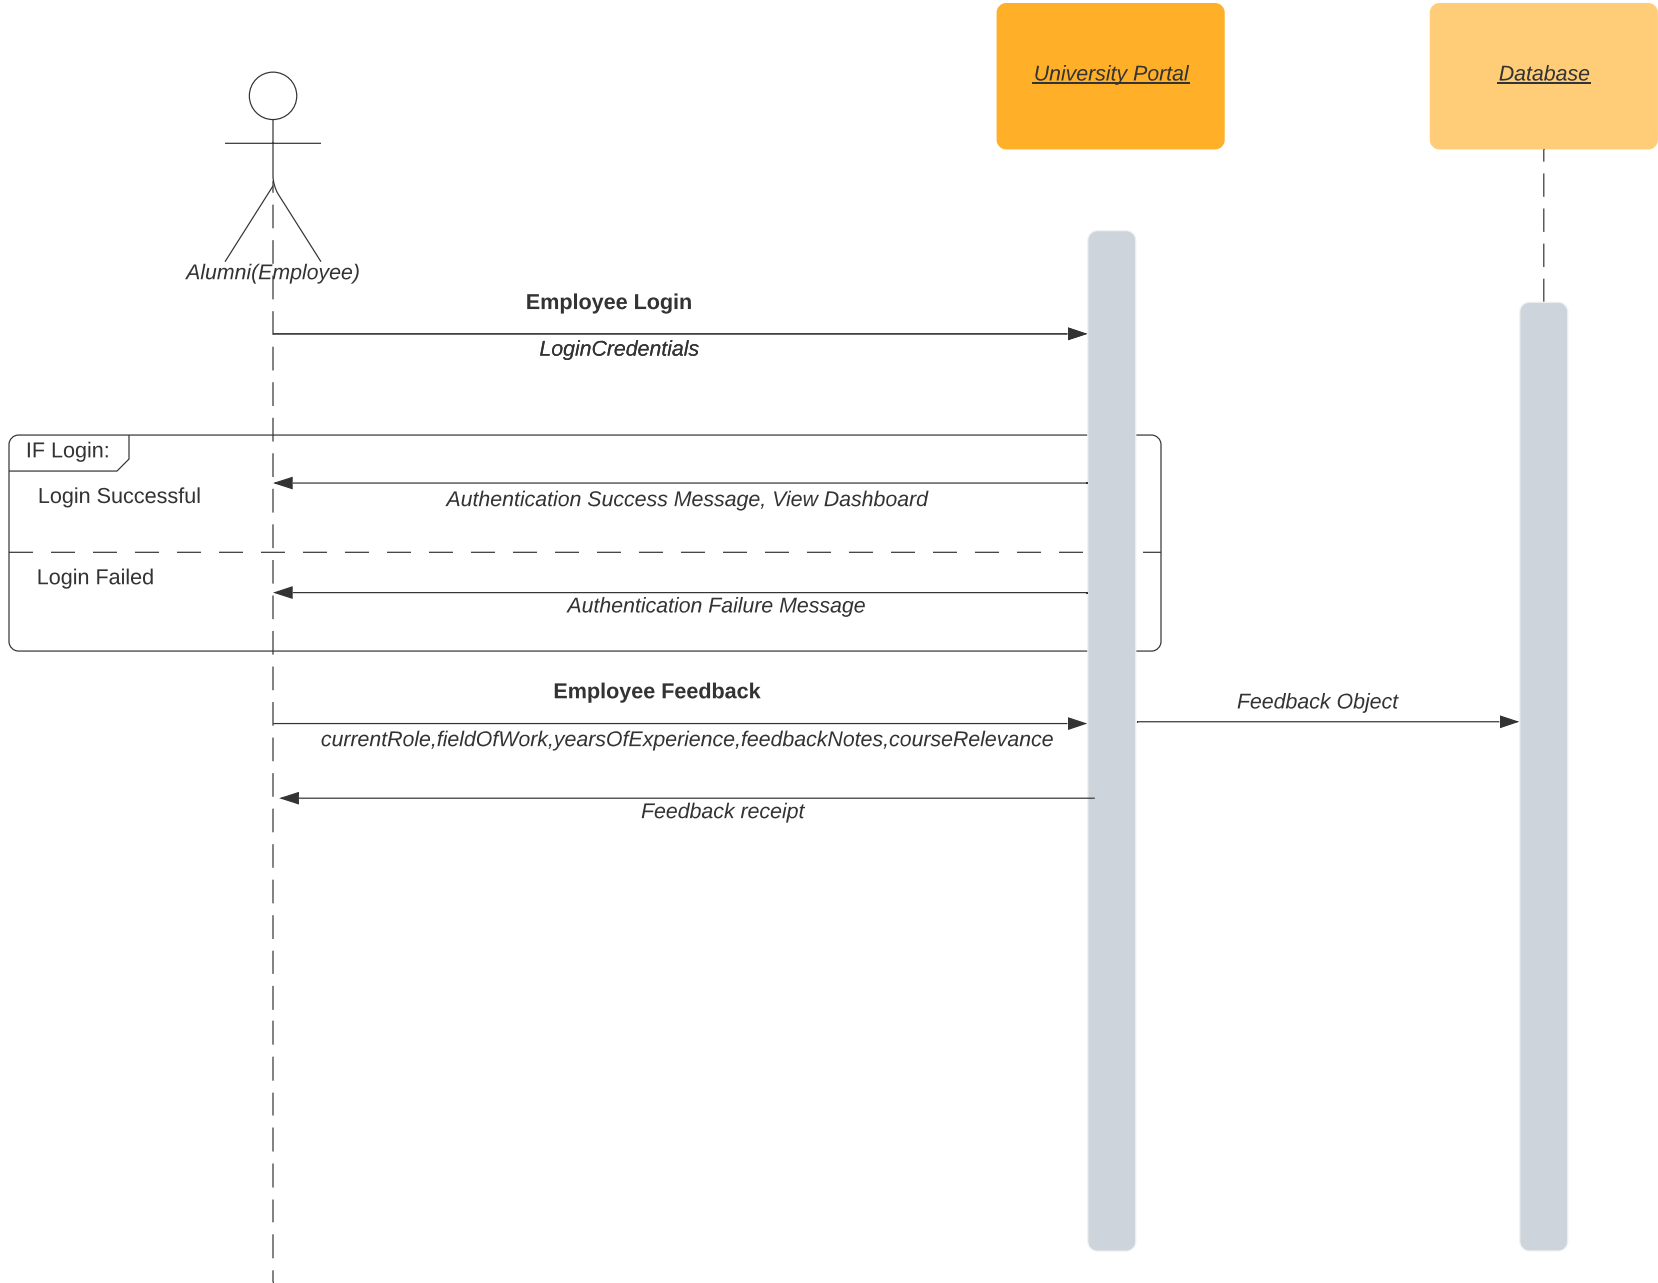 University Portal
Database
Alumni(Employee)
Employee Login
LoginCredentials
IF Login:
Login Successful
Authentication Success Message, View Dashboard
Login Failed
Authentication Failure Message
Employee Feedback
Feedback Object
currentRole,fieldOfWork,yearsOfExperience,feedbackNotes,courseRelevance
Feedback receipt